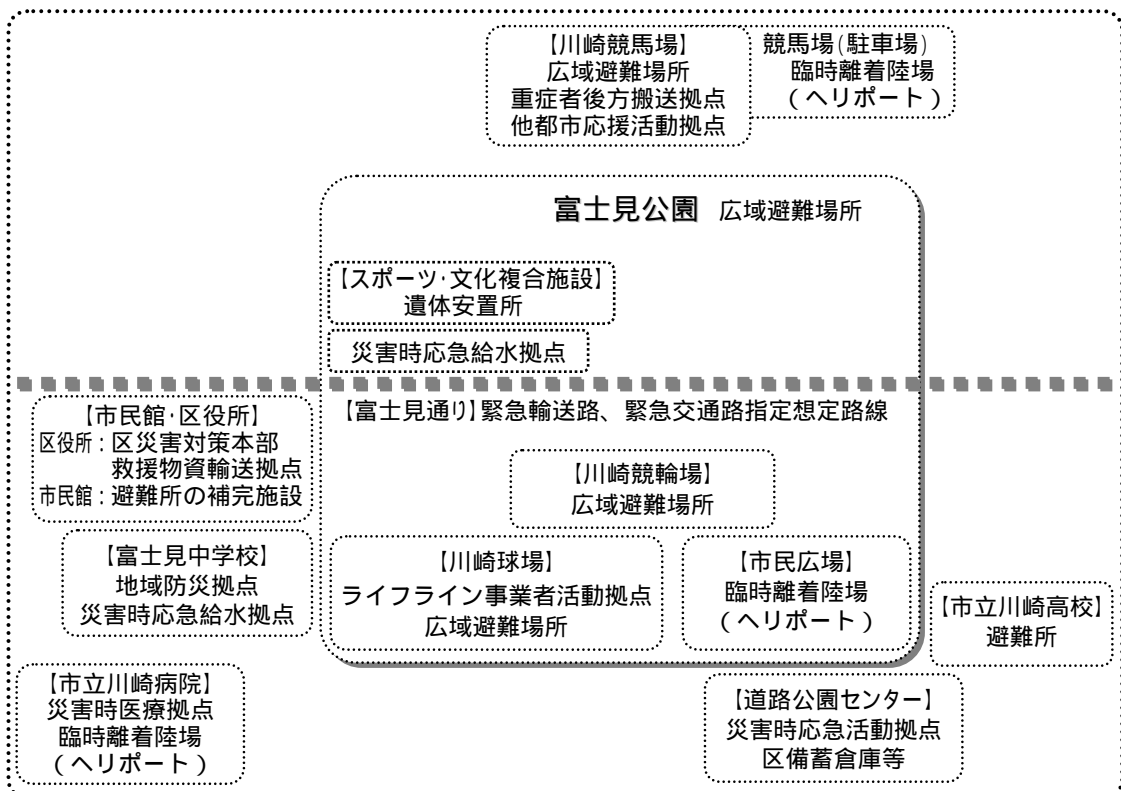 【川崎競馬場】
広域避難場所
重症者後方搬送拠点
他都市応援活動拠点
競馬場(駐車場)
臨時離着陸場
(ヘリポート)
富士見公園 広域避難場所
【スポーツ・文化複合施設】
遺体安置所
災害時応急給水拠点
【富士見通り】緊急輸送路、緊急交通路指定想定路線
【市民館・区役所】
区役所:区災害対策本部
救援物資輸送拠点
市民館:避難所の補完施設
【川崎競輪場】
広域避難場所
【富士見中学校】
地域防災拠点
災害時応急給水拠点
【川崎球場】
ライフライン事業者活動拠点
広域避難場所
【市民広場】
臨時離着陸場
(ヘリポート)
【市立川崎高校】
避難所
【市立川崎病院】
災害時医療拠点
臨時離着陸場
(ヘリポート)
【道路公園センター】
災害時応急活動拠点
区備蓄倉庫等